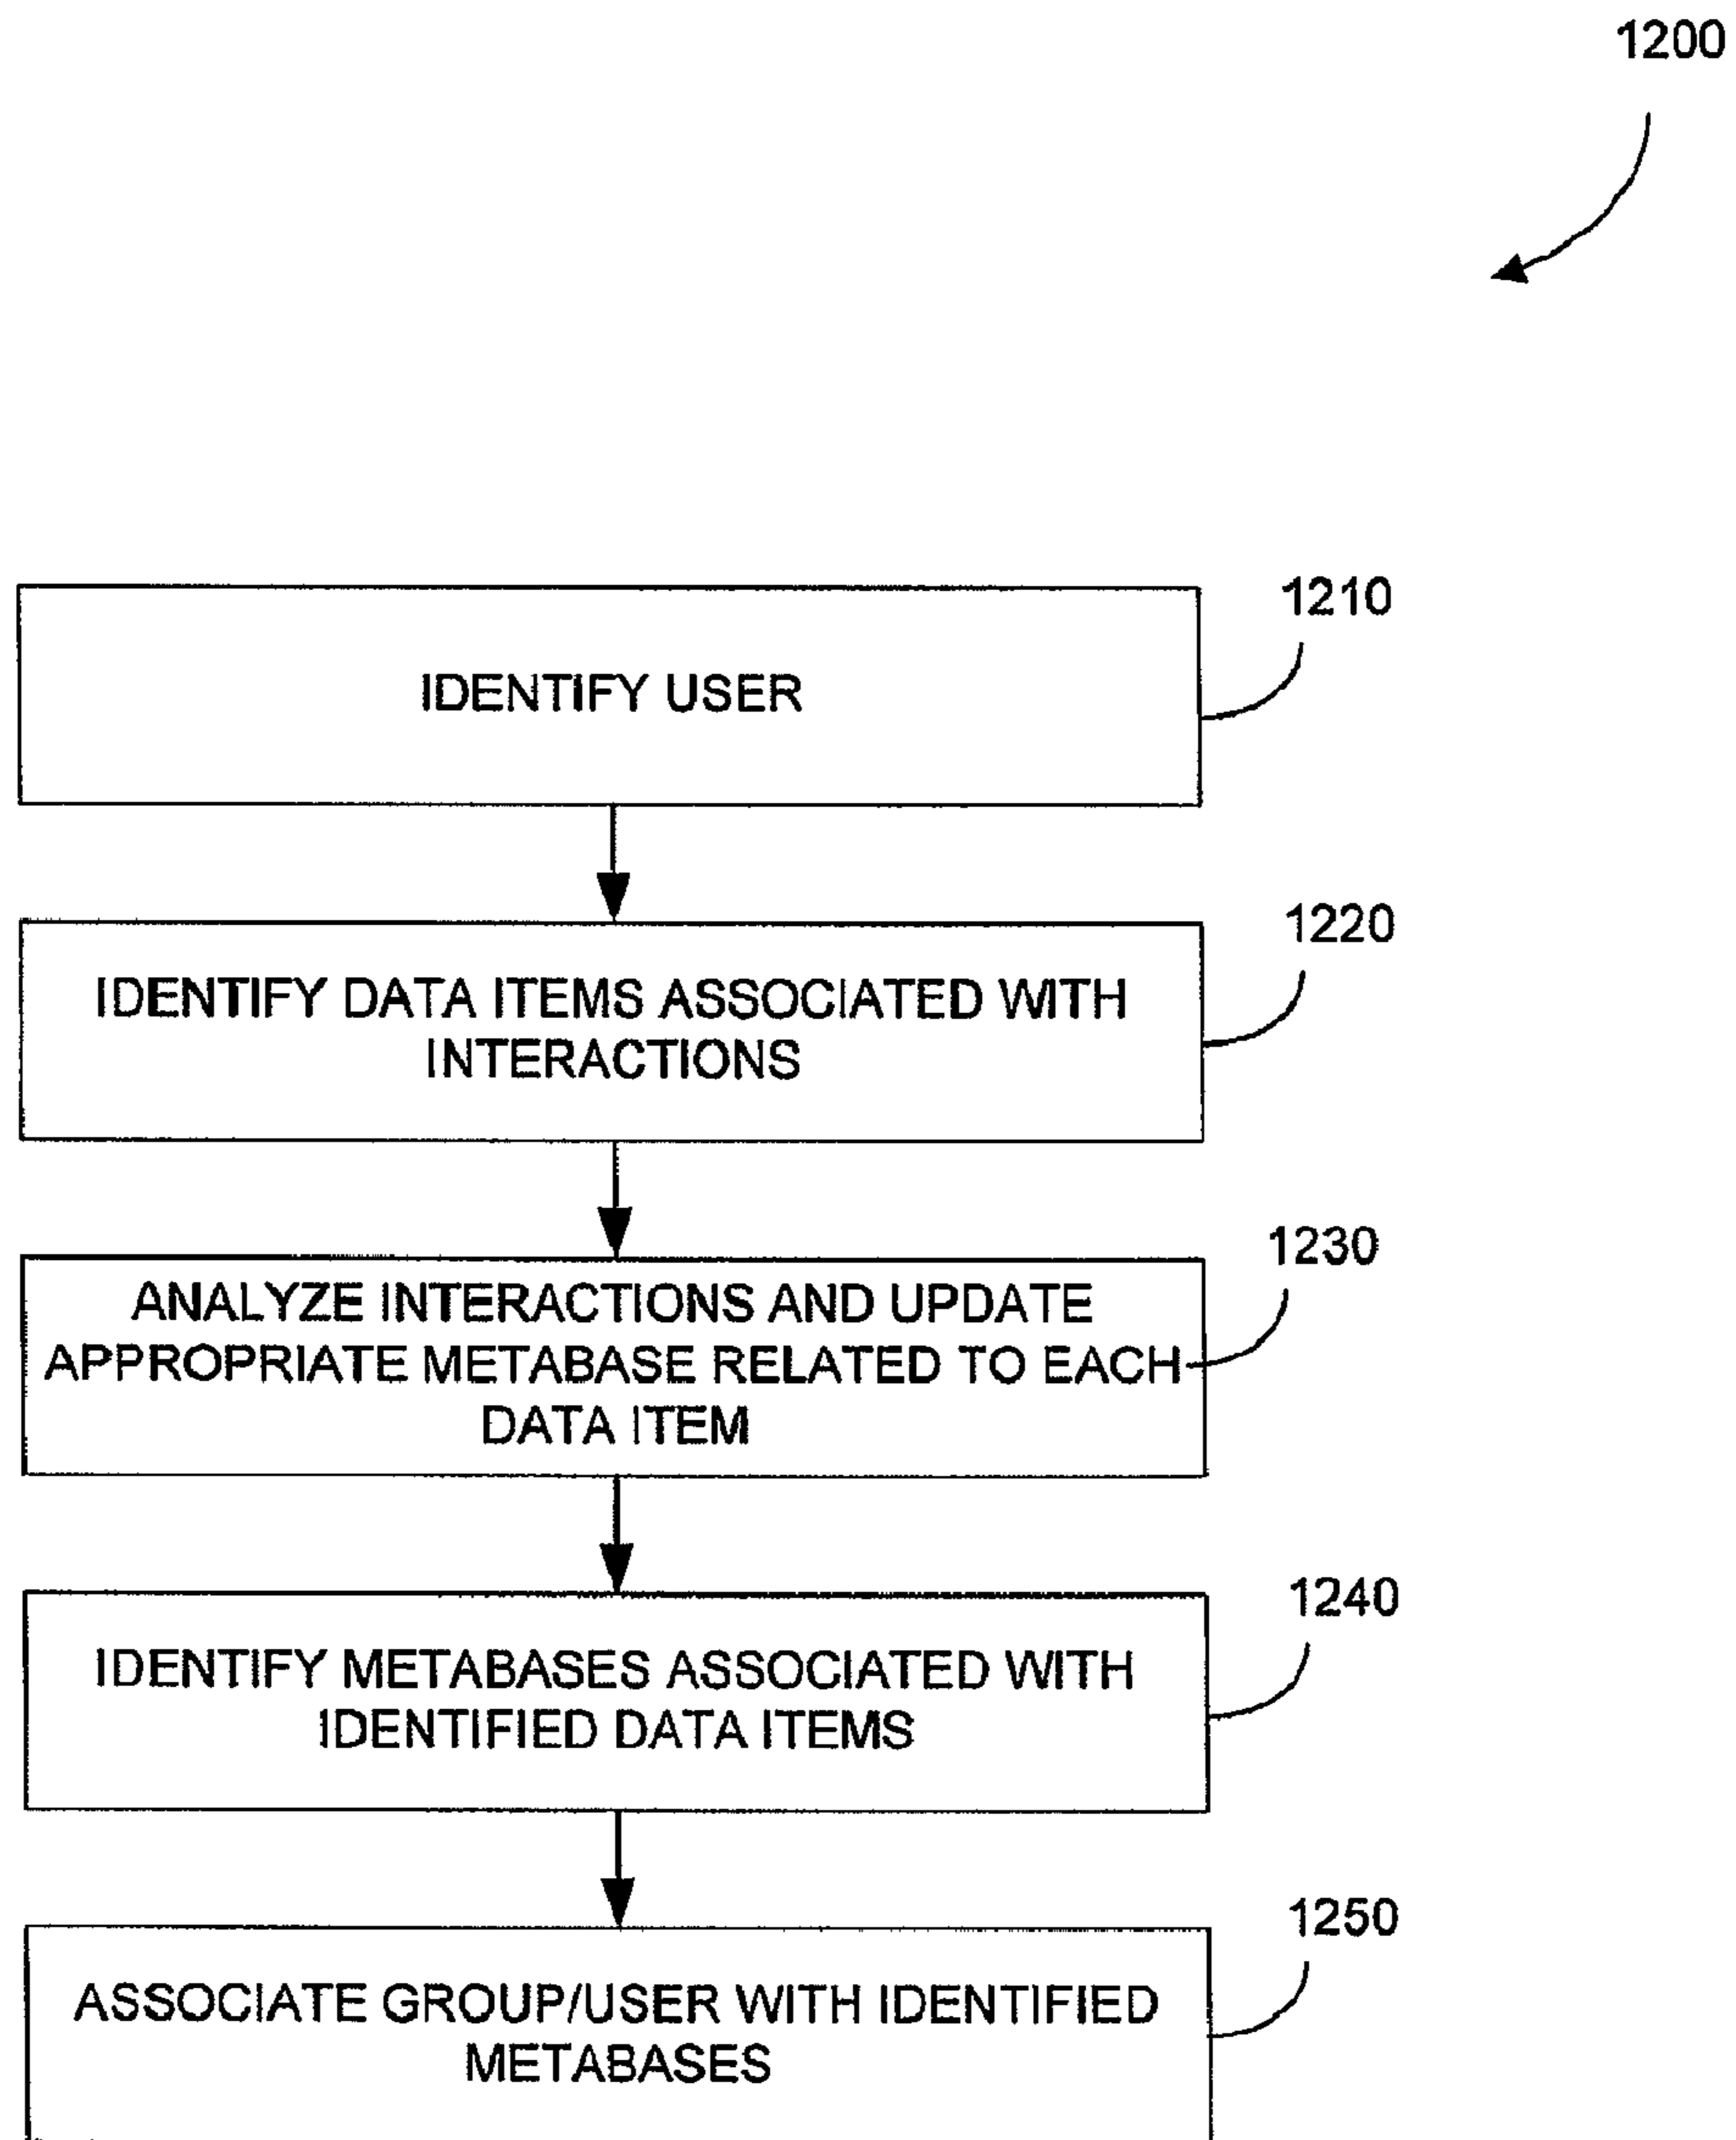 1200
1210
IDENTIFY USER
1220
IDENTIFY DATA ITEMS ASSOCIATED WITH
INTERACTIONS
1230
ANALYZE INTERACTIONS AND UPDATE
APPROPRIATE METABASE RELATED TO EACH
DATA ITEM
1240
IDENTIFY METABASES ASSOCIATED WITH
IDENTIFIED DATA ITEMS
1250
ASSOCIATE GROUP/USER WITH IDENTIFIED
METABASES